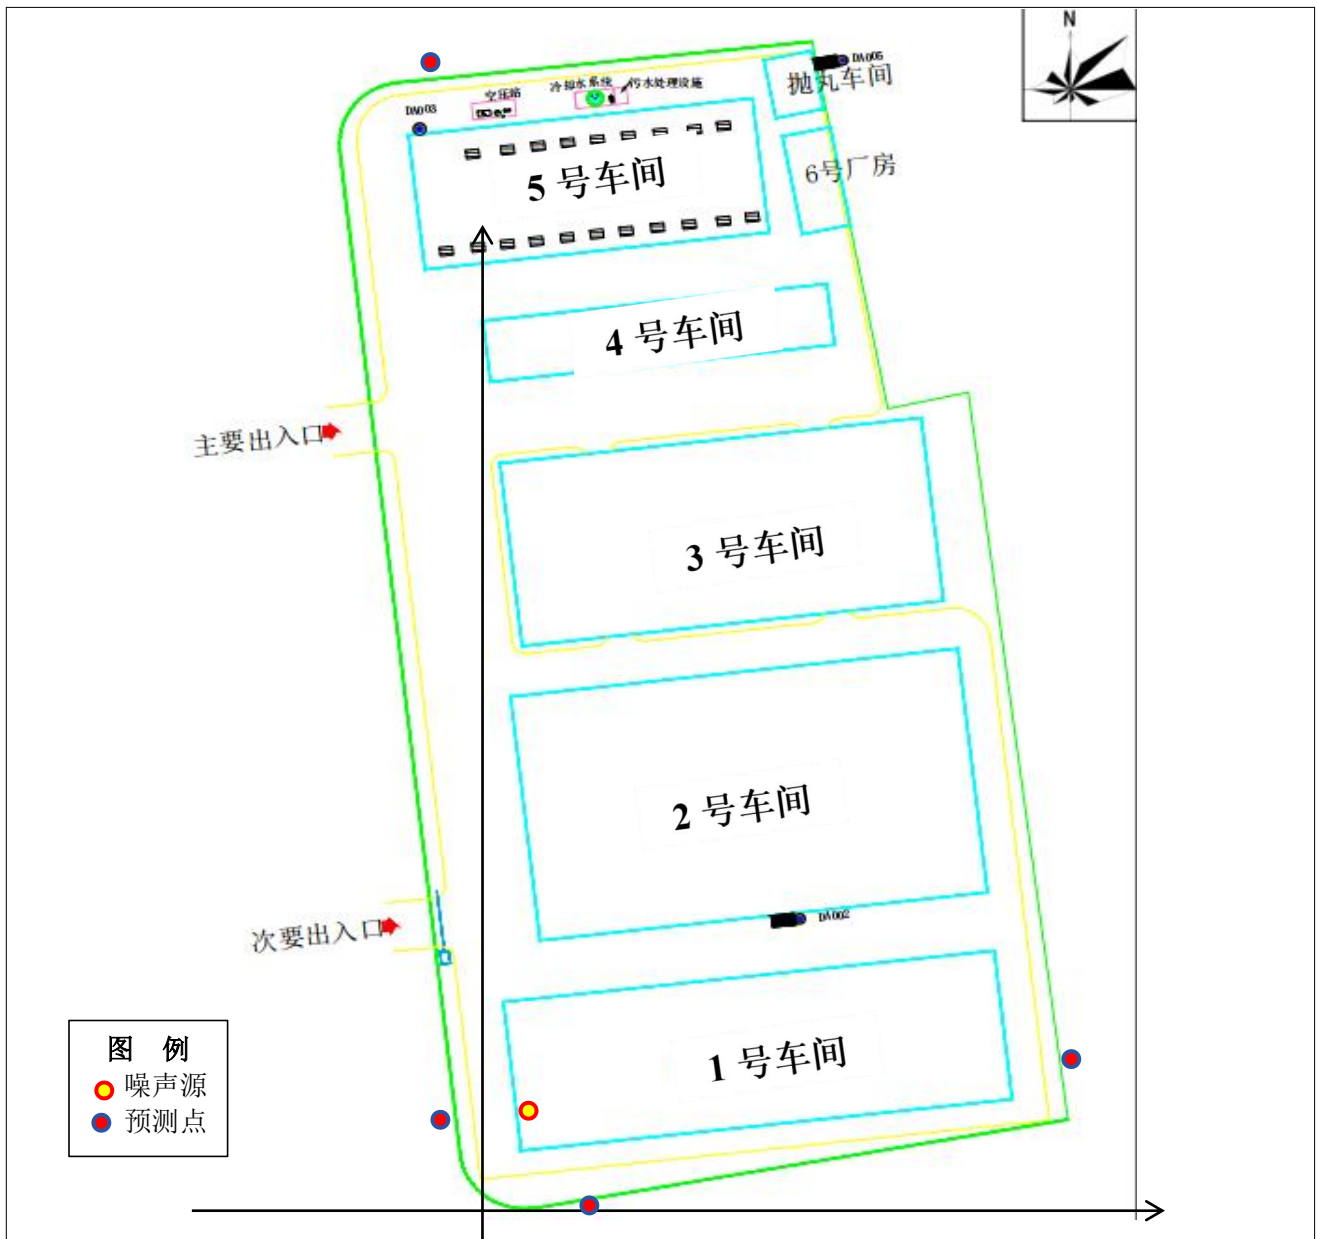 N
DA005
抛丸车间
冷却水系统
污水处理设施
空压站
DA003
5 号车间
6号厂房
4 号车间
主要出入口
3 号车间
2 号车间
次要出入口
DA002
1 号车间
图 例
噪声源
预测点